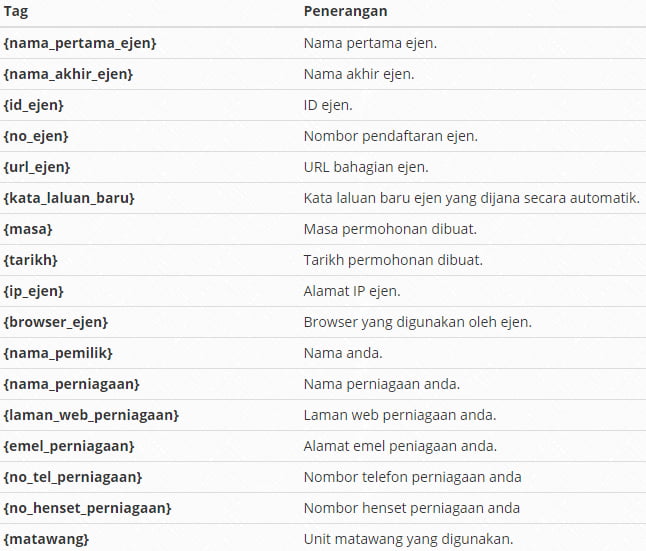 Tag Penerangan
{nama_pertama_ejen} Nama pertama ejen.
{nama_akhir_ejen} Nama akhir ejen.
{id_ejen} ID ejen.
{no_ejen} Nombor pendaftaran ejen.
{url_ejen} URL bahagian ejen.
{kata_laluan_baru} Kata laluan baru ejen yang dijana secara automatik.
{masa} Masa permohonan dibuat.
{tarikh} Tarikh permohonan dibuat.
{ip_ejen} Alamat IP ejen.
{browser_ejen} Browser yang digunakan oleh ejen.
{nama_pemilik} Nama anda.
{nama_perniagaan} Nama perniagaan anda.
{laman_web_perniagaan} Laman web perniagaan anda.
{emel_perniagaan} Alamat emel peniagaan anda.
{no_tel_perniagaan} Nombor telefon perniagaan anda
{no_henset_perniagaan} Nombor henset perniagaan anda
{matawang} Unit matawang yang digunakan.